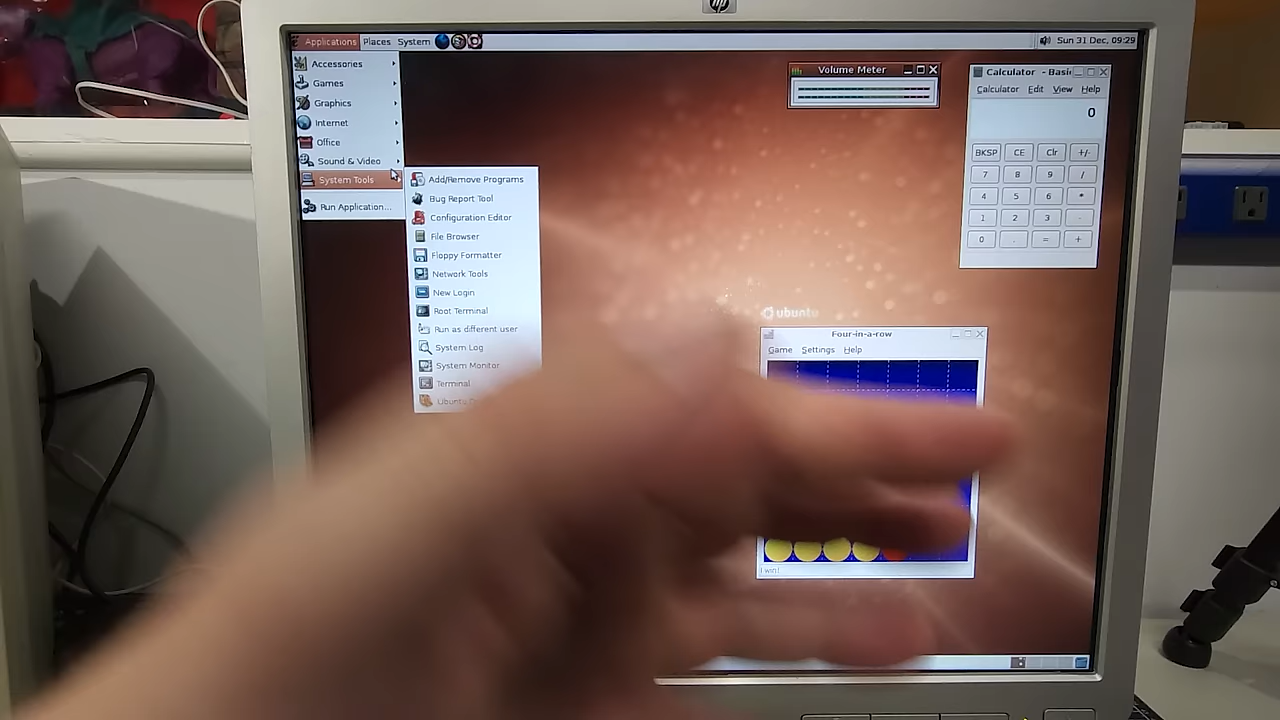 hp
Applications Places System
Sun 31 Dec, 09:29
Accessories
Games
Graphics
Internet
Office
Sound & Video
System Tools
Run Application...
Add/Remove Programs
Bug Report Tool
Configuration Editor
File Browser
Floppy Formatter
Network Tools
New Login
Root Terminal
Run as different user
System Log
System Monitor
Terminal
Ubuntu
Volume Meter
Calculator - Basic
Calculator Edit View Help
0
BKSP CE Clr +/-
7 8 9 /
4 5 6 *
1 2 3 -
0 . = +
ubuntu
Four-in-a-row
Game Settings Help
I win!